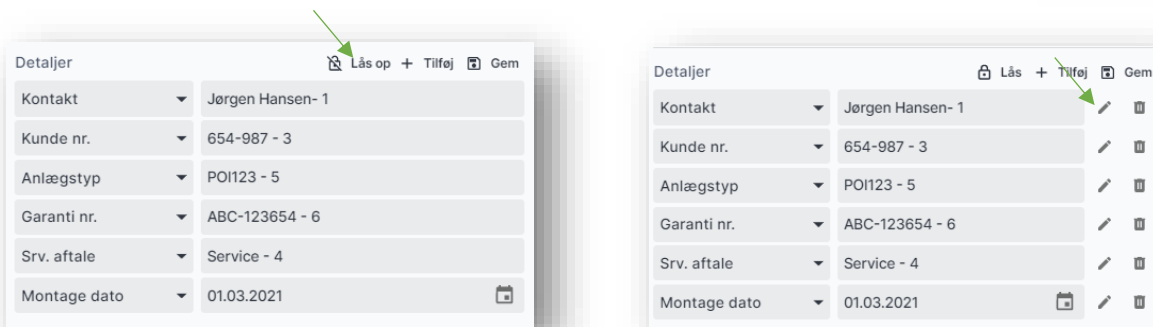 Detaljer Lås op + Tilføj Gem
Kontakt Jørgen Hansen- 1
Kunde nr. 654-987 - 3
Anlægstyp POI123 - 5
Garanti nr. ABC-123654 - 6
Srv. aftale Service - 4
Montage dato 01.03.2021
Detaljer Lås + Tilføj Gem
Kontakt Jørgen Hansen- 1
Kunde nr. 654-987 - 3
Anlægstyp POI123 - 5
Garanti nr. ABC-123654 - 6
Srv. aftale Service - 4
Montage dato 01.03.2021